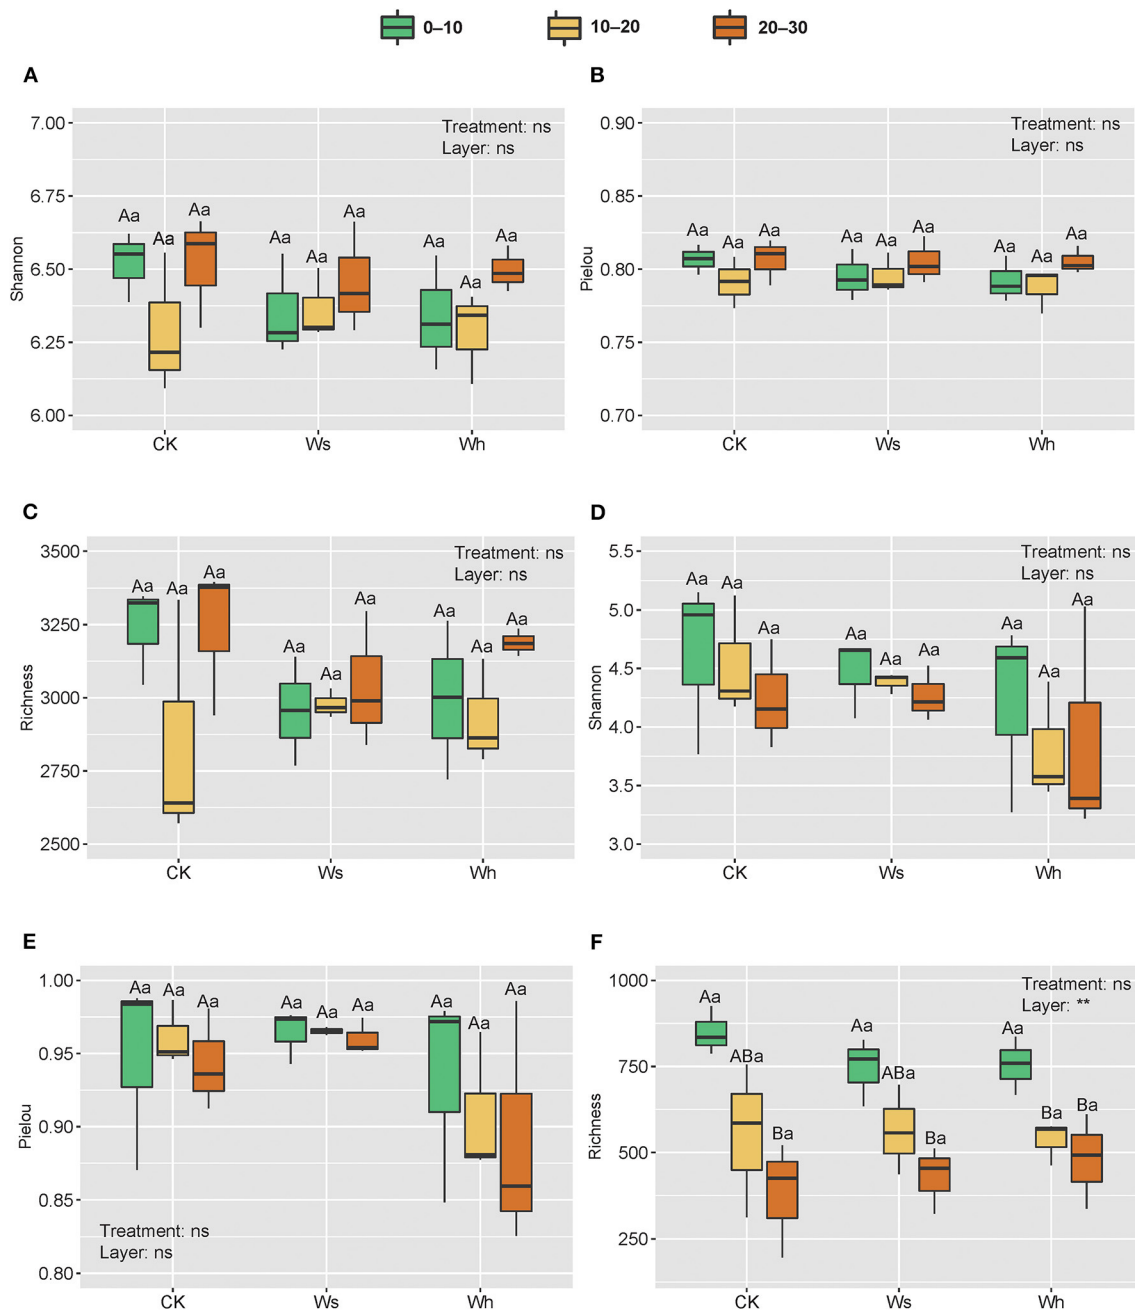 0–10 10–20 20–30
A
7.00
6.75
6.50
6.25
6.00
Shannon
Treatment: ns
Layer: ns
Aa Aa Aa Aa Aa Aa Aa Aa Aa
CK Ws Wh
B
0.90
0.85
0.80
0.75
0.70
Pielou
Treatment: ns
Layer: ns
Aa Aa Aa Aa Aa Aa Aa Aa Aa
CK Ws Wh
C
3500
3250
3000
2750
2500
Richness
Treatment: ns
Layer: ns
Aa Aa Aa Aa Aa Aa Aa Aa Aa
CK Ws Wh
D
5.5
5.0
4.5
4.0
3.5
3.0
Shannon
Treatment: ns
Layer: ns
Aa Aa Aa Aa Aa Aa Aa Aa Aa
CK Ws Wh
E
1.00
0.95
0.90
0.85
0.80
Pielou
Aa Aa Aa Aa Aa Aa Aa Aa Aa
Treatment: ns
Layer: ns
CK Ws Wh
F
1000
750
500
250
Richness
Treatment: ns
Layer: **
Aa ABa Ba Aa ABa Ba Aa Ba Ba
CK Ws Wh